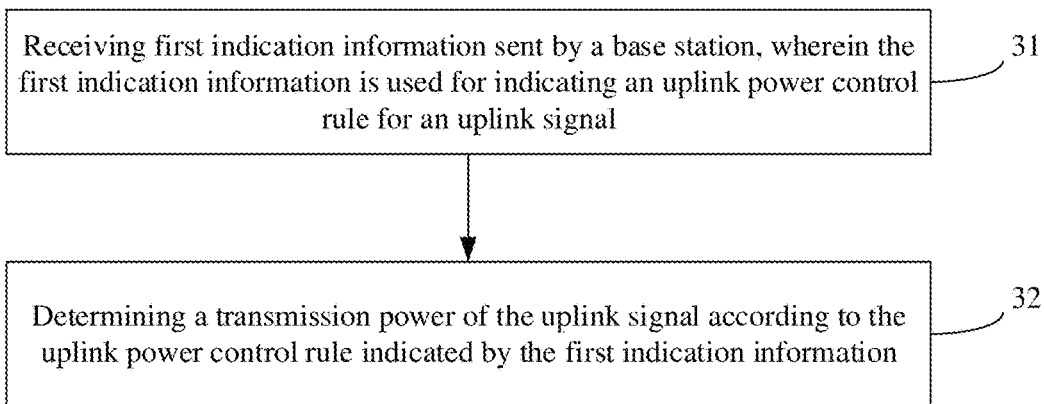 Receiving first indication information sent by a base station, wherein the
first indication information is used for indicating an uplink power control
rule for an uplink signal
31
Determining a transmission power of the uplink signal according to the
uplink power control rule indicated by the first indication information
32